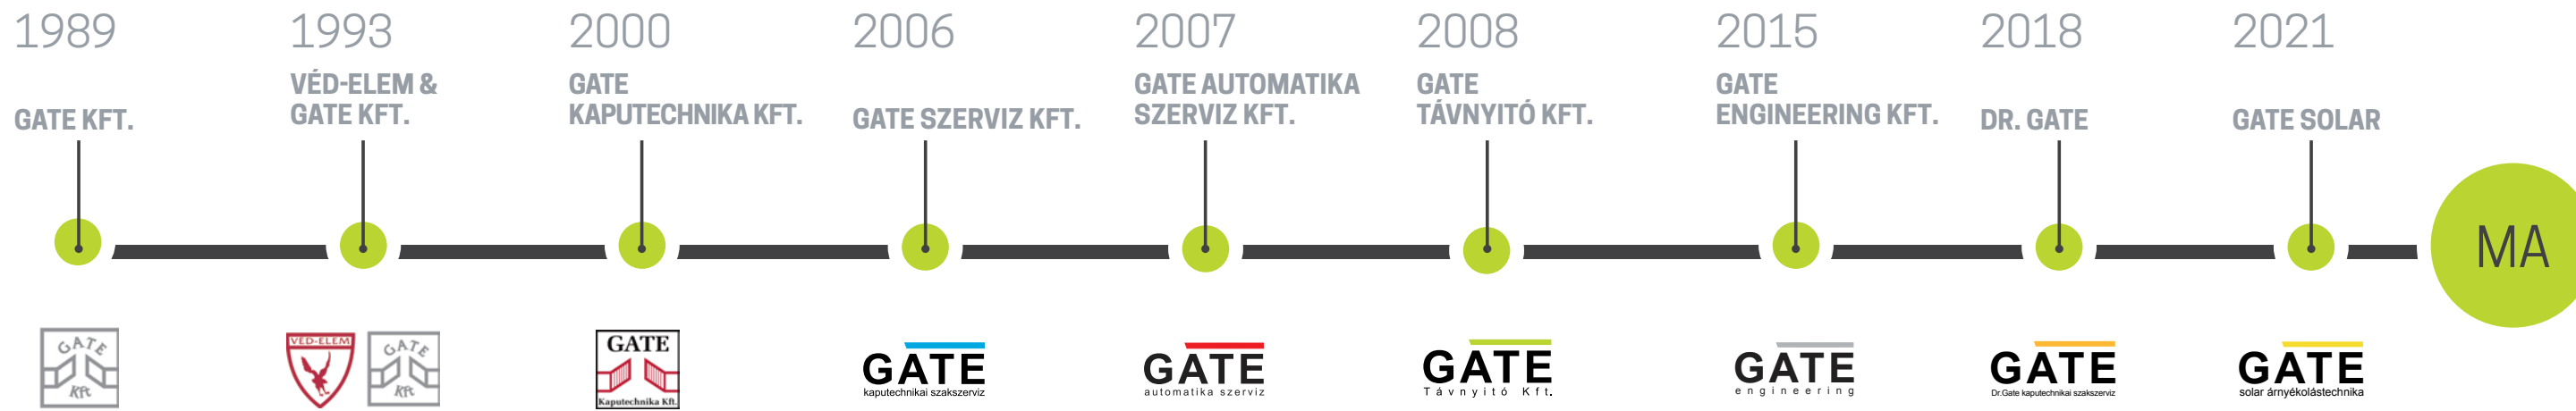 1989
GATE KFT.
1993
VÉD-ELEM &
GATE KFT.
2000
GATE
KAPUTECHNIKA KFT.
2006
GATE SZERVIZ KFT.
2007
GATE AUTOMATIKA
SZERVIZ KFT.
2008
GATE
TÁVNYITÓ KFT.
2015
GATE
ENGINEERING KFT.
2018
DR. GATE
2021
GATE SOLAR
MA
GATE
Kft
VÉD-ELEM
GATE
Kft
GATE
Kaputechnika Kft.
GATE
kaputechnikai szakszerviz
GATE
automatika szerviz
GATE
Távnyitó Kft.
GATE
engineering
GATE
Dr.Gate kaputechnikai szakszerviz
GATE
solar árnyékolástechnika